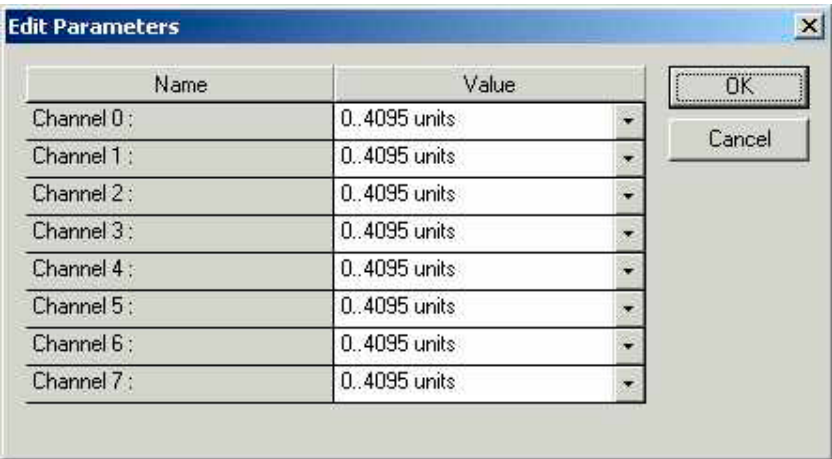 Edit Parameters
Name Value
OK
Channel 0 : 0..4095 units
Channel 1 : 0..4095 units
Cancel
Channel 2 : 0..4095 units
Channel 3 : 0..4095 units
Channel 4 : 0..4095 units
Channel 5 : 0..4095 units
Channel 6 : 0..4095 units
Channel 7 : 0..4095 units